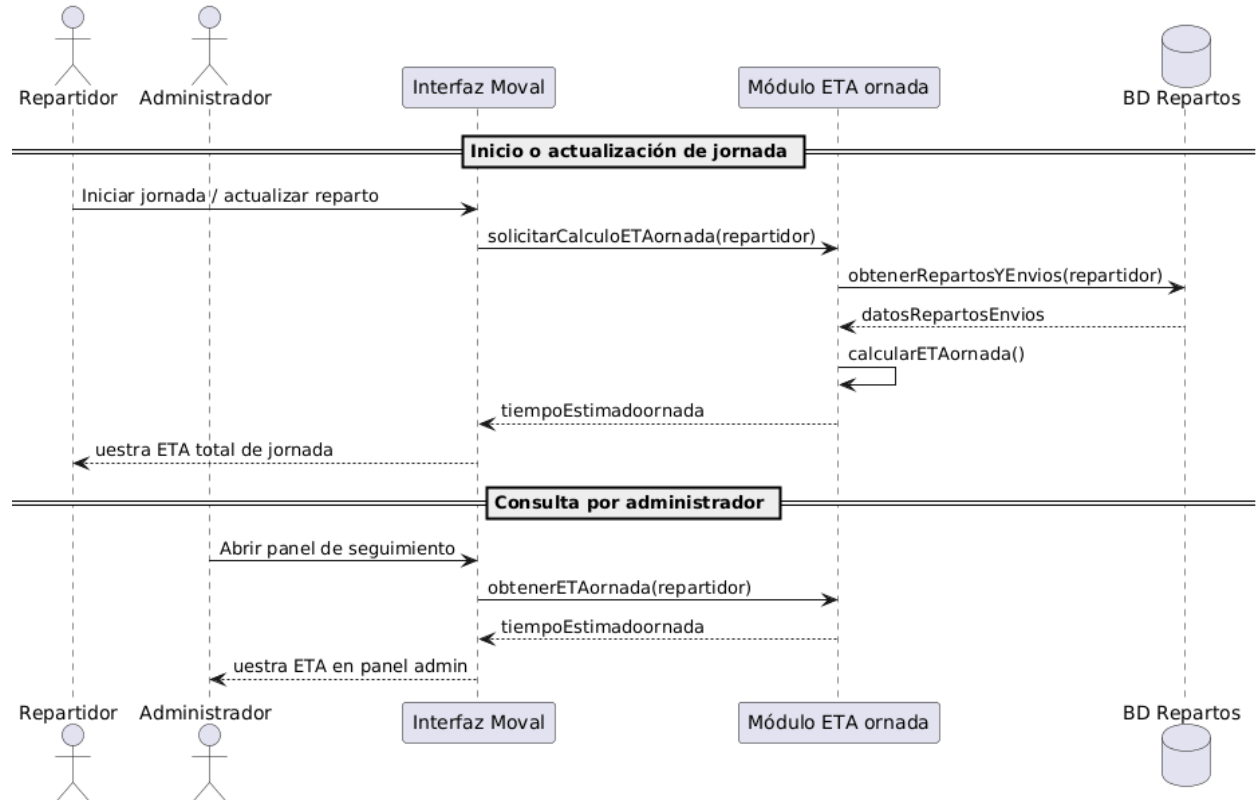 Repartidor
Administrador
Interfaz Moval
Módulo ETA ornada
BD Repartos
Inicio o actualización de jornada
Iniciar jornada / actualizar reparto
solicitarCalculoETAornada(repartidor)
obtenerRepartosYEnvios(repartidor)
datosRepartosEnvios
calcularETAornada()
tiempoEstimadoornada
uestra ETA total de jornada
Consulta por administrador
Abrir panel de seguimiento
obtenerETAornada(repartidor)
tiempoEstimadoornada
uestra ETA en panel admin
Repartidor
Administrador
Interfaz Moval
Módulo ETA ornada
BD Repartos